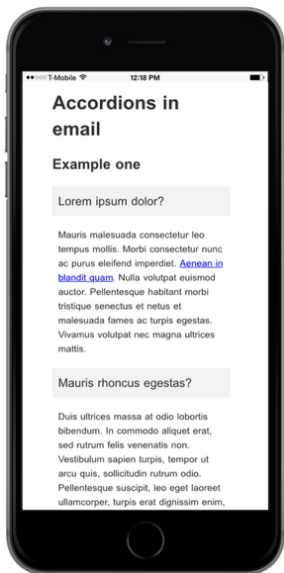 T-Mobile 12:18 PM
Accordions in
email
Example one
Lorem ipsum dolor?
Mauris malesuada consectetur leo
tempus mollis. Morbi consectetur nunc
ac purus eleifend imperdiet. Aenean in
blandit quam. Nulla volutpat euismod
auctor. Pellentesque habitant morbi
tristique senectus et netus et
malesuada fames ac turpis egestas.
Vivamus volutpat nec magna ultrices
mattis.
Mauris rhoncus egestas?
Duis ultrices massa at odio lobortis
bibendum. In commodo aliquet erat,
sed rutrum felis venenatis non.
Vestibulum sapien turpis, tempor ut
arcu quis, sollicitudin rutrum odio.
Pellentesque suscipit, leo eget laoreet
ullamcorper, turpis erat dignissim enim,